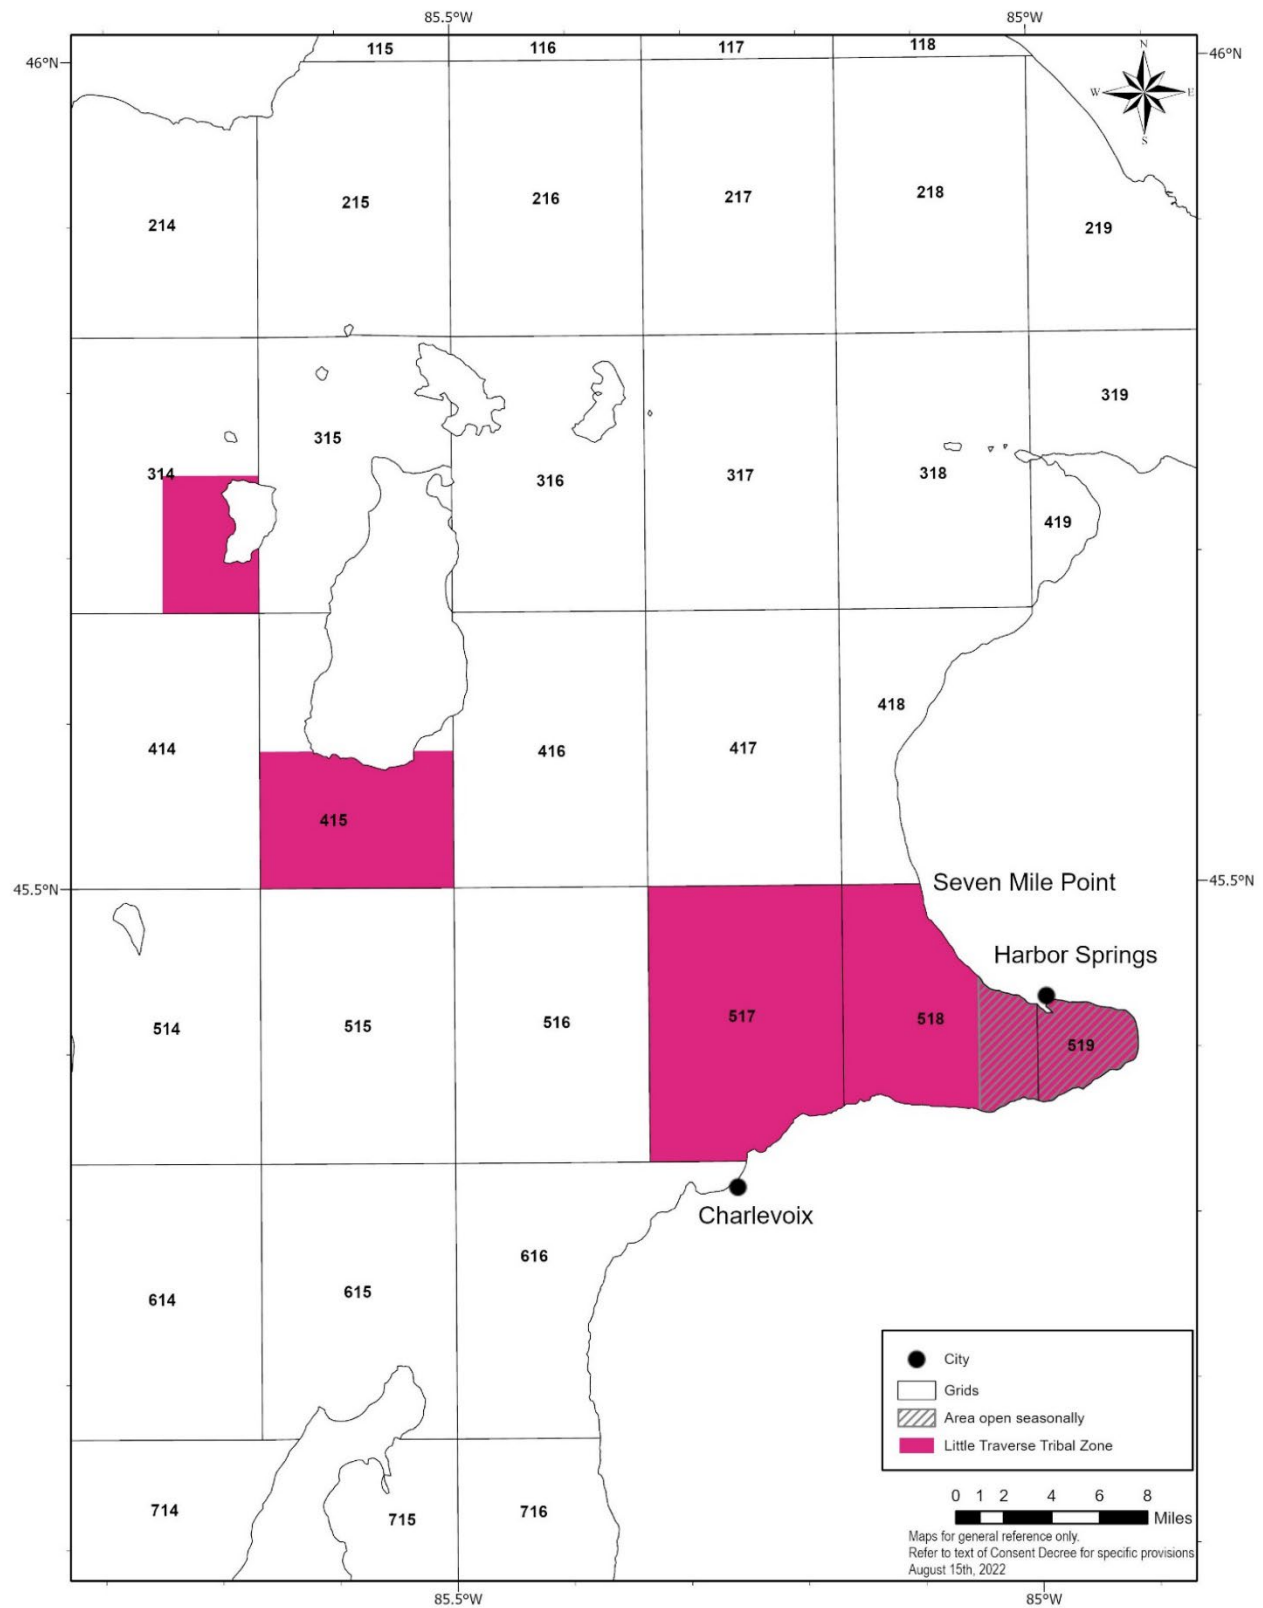 85.5°W
85°W
115
116
117
118
46°N
46°N
N
W
E
S
214
215
216
217
218
219
314
315
316
317
318
319
419
414
415
416
417
418
45.5°N
45.5°N
Seven Mile Point
Harbor Springs
514
515
516
517
518
519
Charlevoix
614
615
616
City
Grids
Area open seasonally
Little Traverse Tribal Zone
714
715
716
0 1 2 4 6 8
Miles
Maps for general reference only.
Refer to text of Consent Decree for specific provisions
August 15th, 2022
85.5°W
85°W